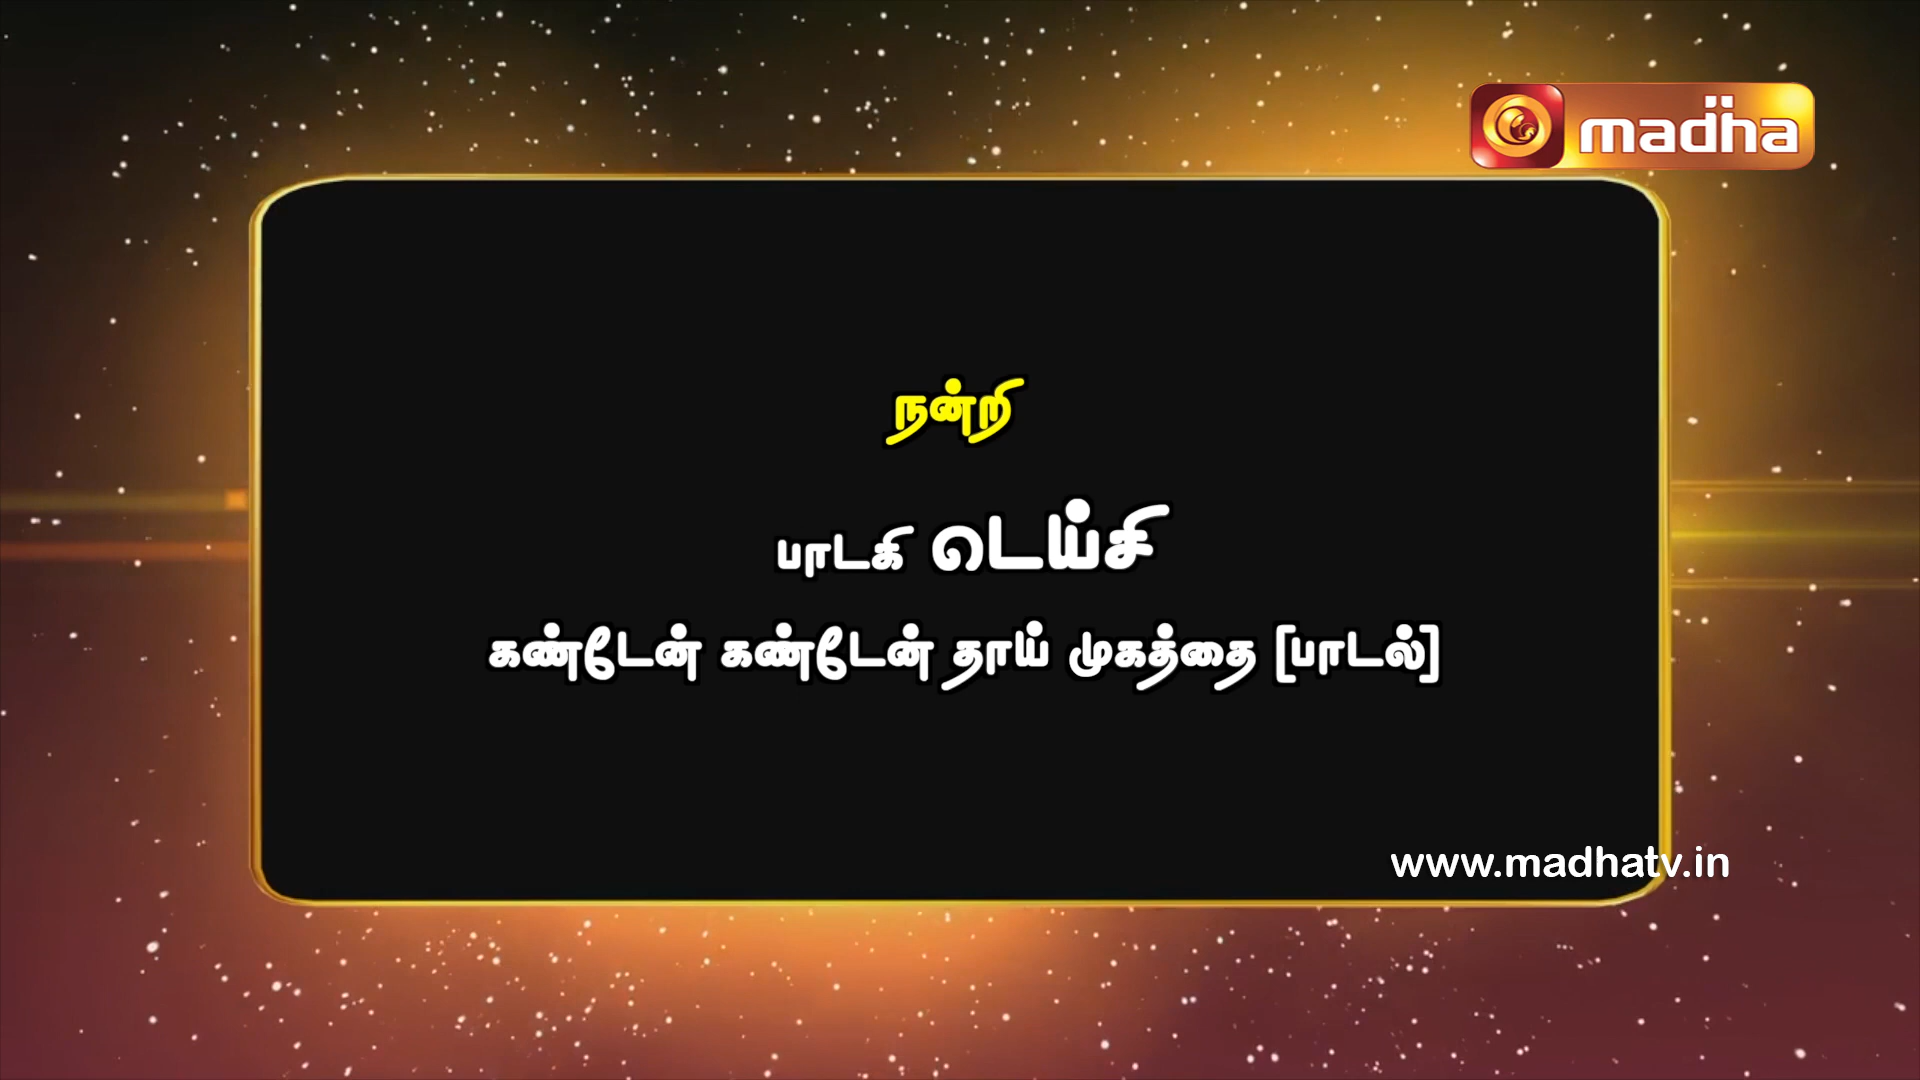 madha
நன்றி
பாடகி டெய்சி
கண்டேன் கண்டேன் தாய் முகத்தை [பாடல்]
www.madhatv.in